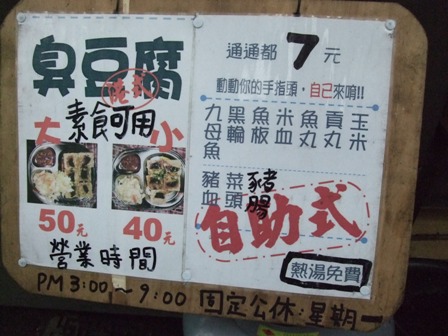 臭豆腐
素食可用
大
小
50元
40元
營業時間
通通都 7 元
動動你的手指頭,自己來唷!!
玉米
貢丸
魚丸
米血
魚板
黑輪
九母魚
豬腸
菜頭
豬血
自助式
熱湯免費
PM 3:00~9:00 固定公休:星期一